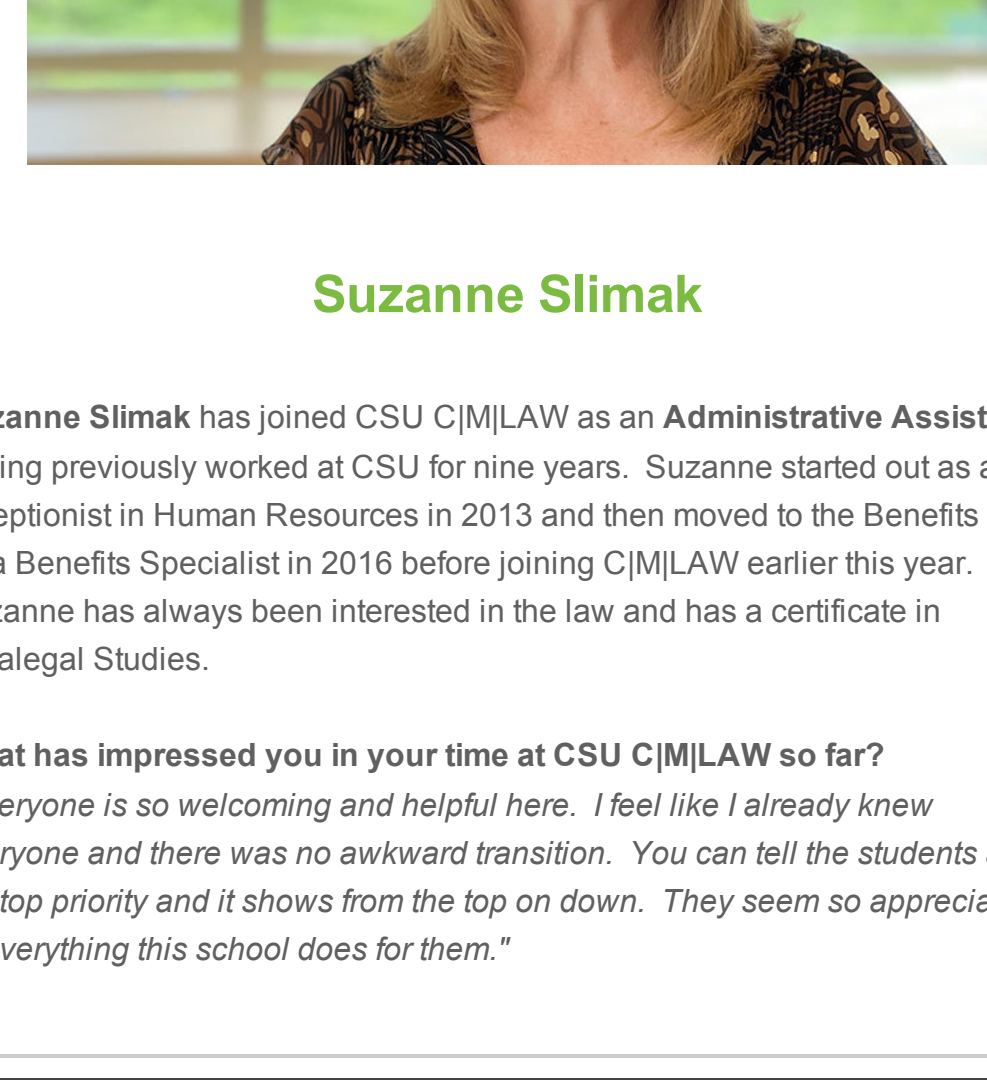 Suzanne Slimak
zanne Slimak has joined CSU C|M|LAW as an Administrative Assist
ing previously worked at CSU for nine years.  Suzanne started out as a
eptionist in Human Resources in 2013 and then moved to the Benefits
a Benefits Specialist in 2016 before joining C|M|LAW earlier this year.
zanne has always been interested in the law and has a certificate in
alegal Studies.
at has impressed you in your time at CSU C|M|LAW so far?
eryone is so welcoming and helpful here.  I feel like I already knew
ryone and there was no awkward transition.  You can tell the students
top priority and it shows from the top on down.  They seem so apprecia
verything this school does for them."